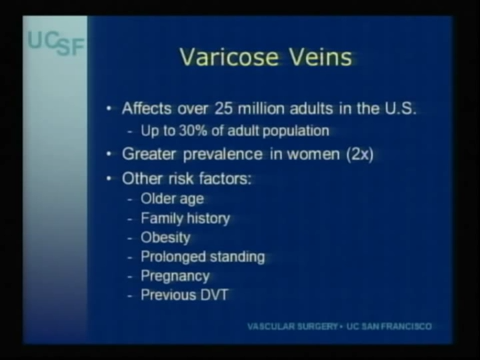 UCSF
Varicose Veins
• Affects over 25 million adults in the U.S.
- Up to 30% of adult population
• Greater prevalence in women (2x)
• Other risk factors:
- Older age
- Family history
- Obesity
- Prolonged standing
- Pregnancy
- Previous DVT
VASCULAR SURGERY • UC SAN FRANCISCO